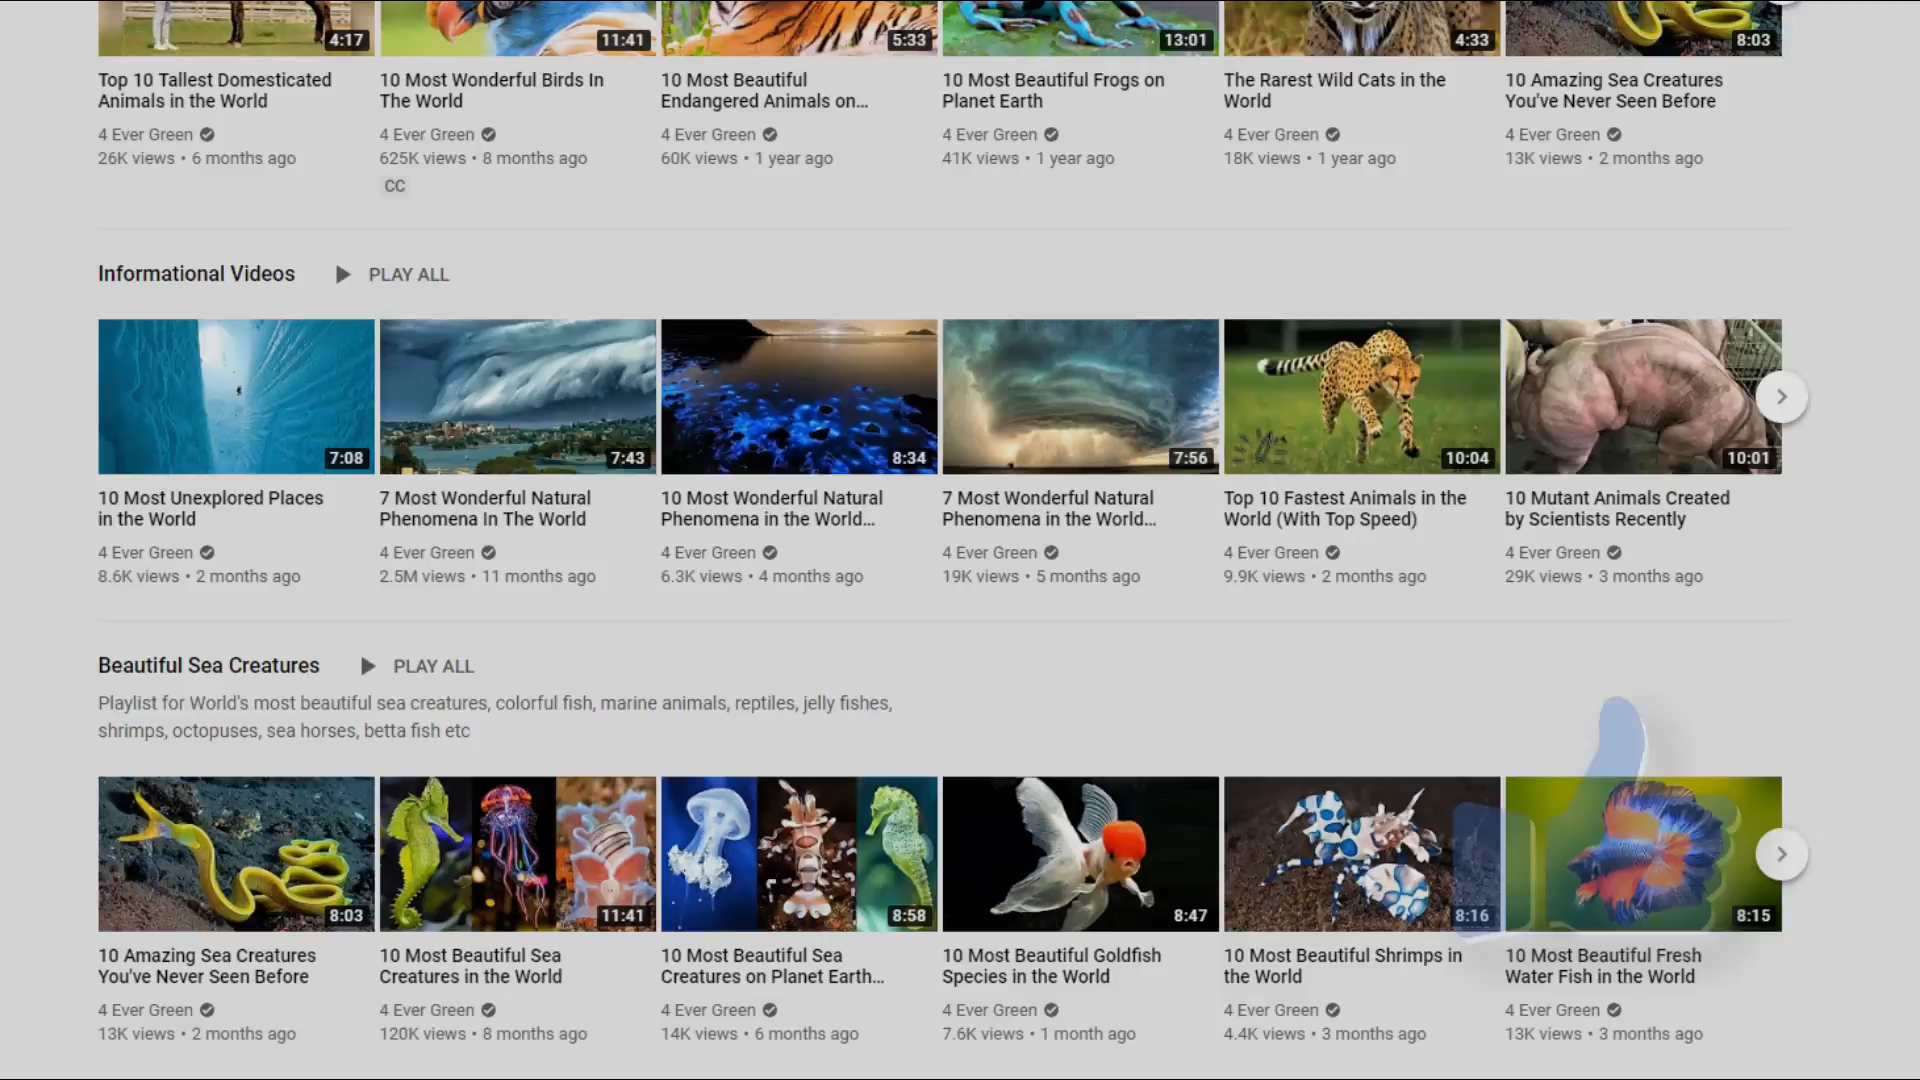 4:17
11:41
5:33
13:01
4:33
8:03
Top 10 Tallest Domesticated
Animals in the World
4 Ever Green
26K views • 6 months ago
10 Most Wonderful Birds In
The World
4 Ever Green
625K views • 8 months ago
CC
10 Most Beautiful
Endangered Animals on...
4 Ever Green
60K views • 1 year ago
10 Most Beautiful Frogs on
Planet Earth
4 Ever Green
41K views • 1 year ago
The Rarest Wild Cats in the
World
4 Ever Green
18K views • 1 year ago
10 Amazing Sea Creatures
You've Never Seen Before
4 Ever Green
13K views • 2 months ago
Informational Videos
PLAY ALL
7:08
7:43
8:34
7:56
10:04
10:01
10 Most Unexplored Places
in the World
4 Ever Green
8.6K views • 2 months ago
7 Most Wonderful Natural
Phenomena In The World
4 Ever Green
2.5M views • 11 months ago
10 Most Wonderful Natural
Phenomena in the World...
4 Ever Green
6.3K views • 4 months ago
7 Most Wonderful Natural
Phenomena in the World...
4 Ever Green
19K views • 5 months ago
Top 10 Fastest Animals in the
World (With Top Speed)
4 Ever Green
9.9K views • 2 months ago
10 Mutant Animals Created
by Scientists Recently
4 Ever Green
29K views • 3 months ago
Beautiful Sea Creatures
PLAY ALL
Playlist for World's most beautiful sea creatures, colorful fish, marine animals, reptiles, jelly fishes,
shrimps, octopuses, sea horses, betta fish etc
8:03
11:41
8:58
8:47
8:16
8:15
10 Amazing Sea Creatures
You've Never Seen Before
4 Ever Green
13K views • 2 months ago
10 Most Beautiful Sea
Creatures in the World
4 Ever Green
120K views • 8 months ago
10 Most Beautiful Sea
Creatures on Planet Earth...
4 Ever Green
14K views • 6 months ago
10 Most Beautiful Goldfish
Species in the World
4 Ever Green
7.6K views • 1 month ago
10 Most Beautiful Shrimps in
the World
4 Ever Green
4.4K views • 3 months ago
10 Most Beautiful Fresh
Water Fish in the World
4 Ever Green
13K views • 3 months ago